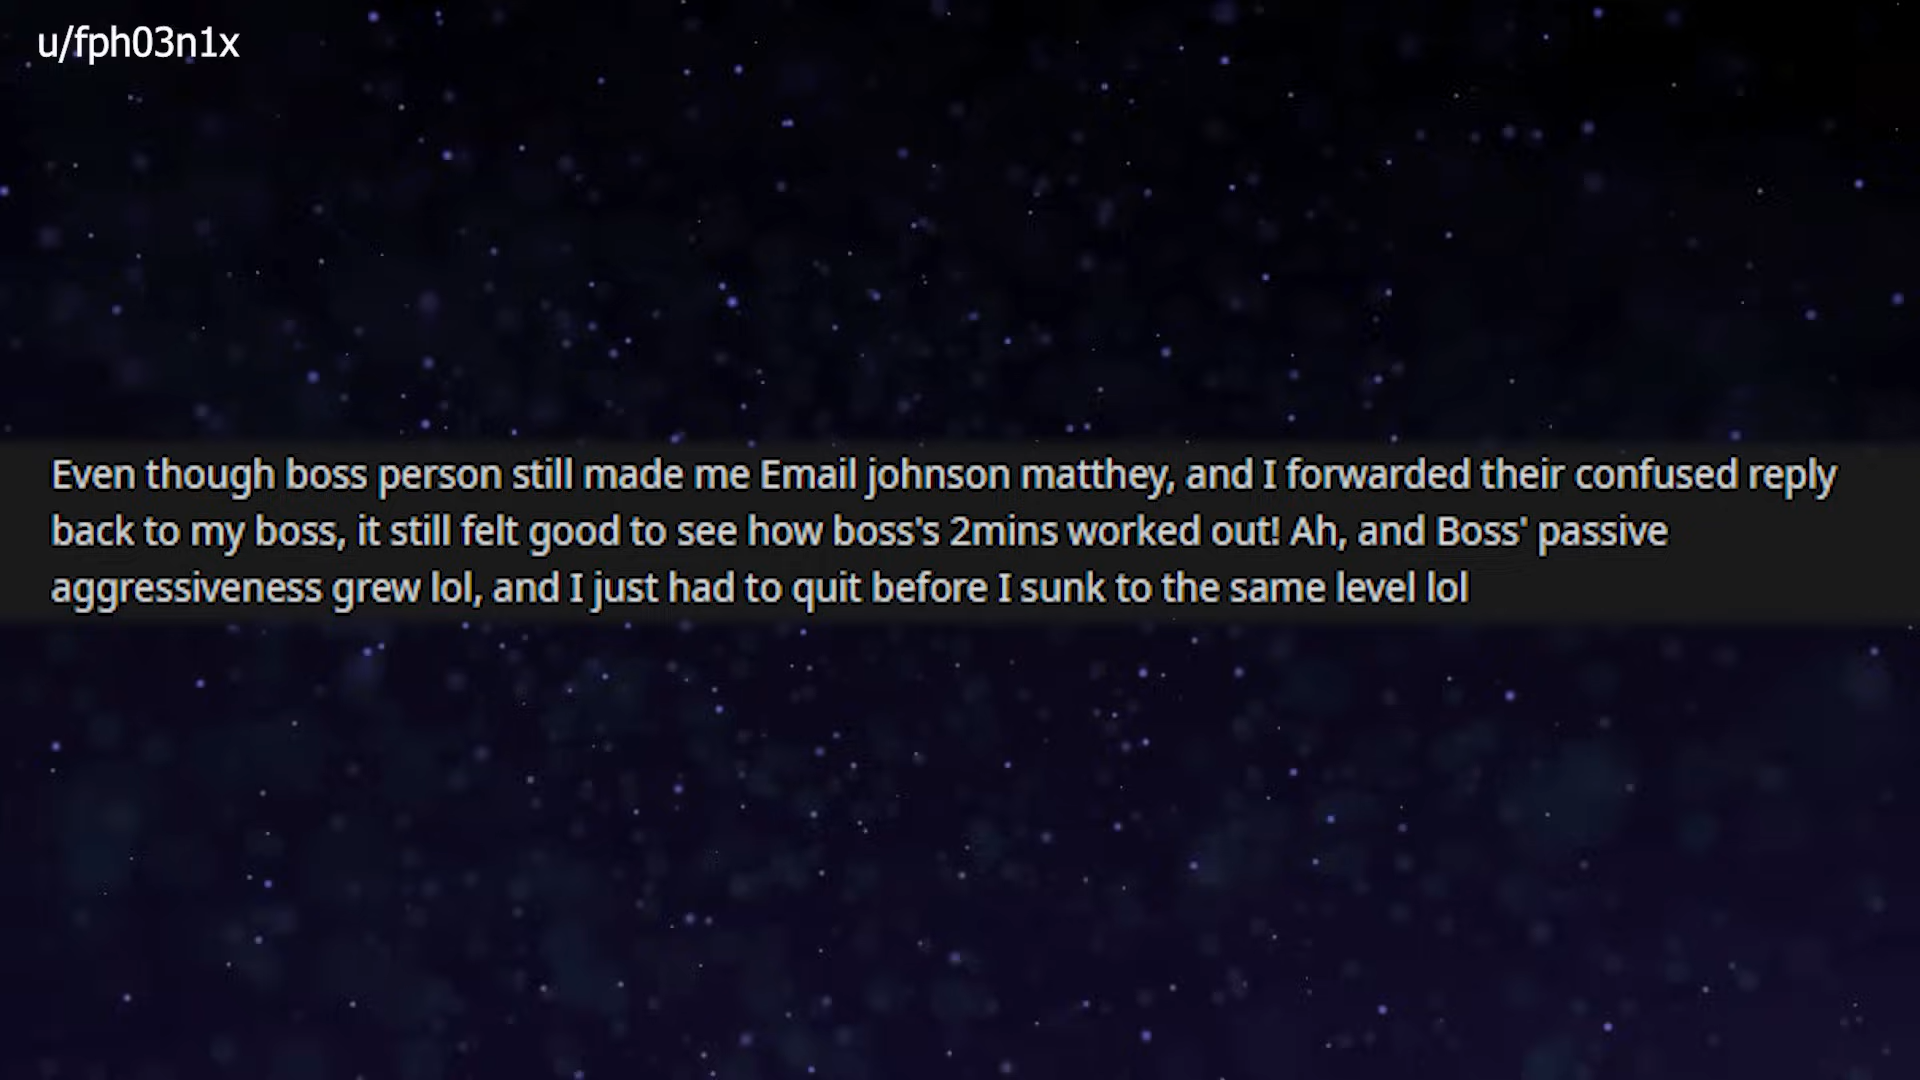 u/fph03n1x
Even though boss person still made me Email johnson matthey, and I forwarded their confused reply
back to my boss, it still felt good to see how boss's 2mins worked out! Ah, and Boss' passive
aggressiveness grew lol, and I just had to quit before I sunk to the same level lol